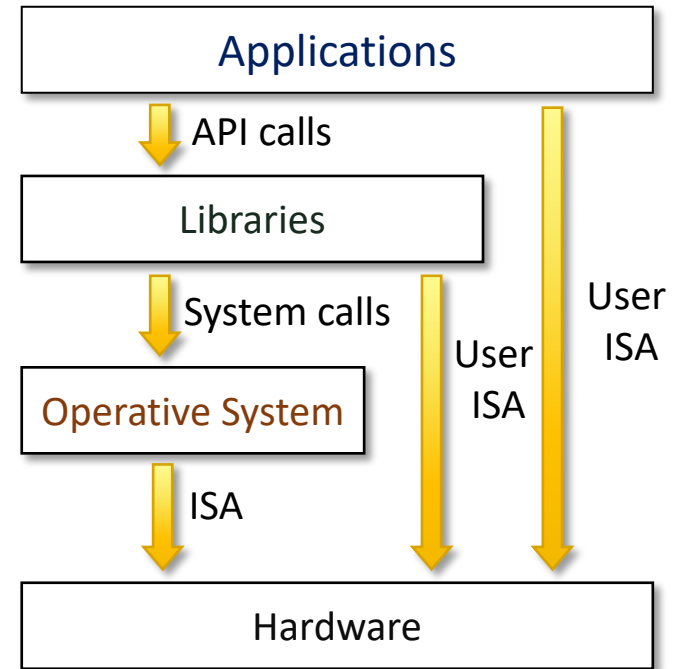 Applications
API calls
Libraries
System calls
User
ISA
User
ISA
Operative System
ISA
Hardware